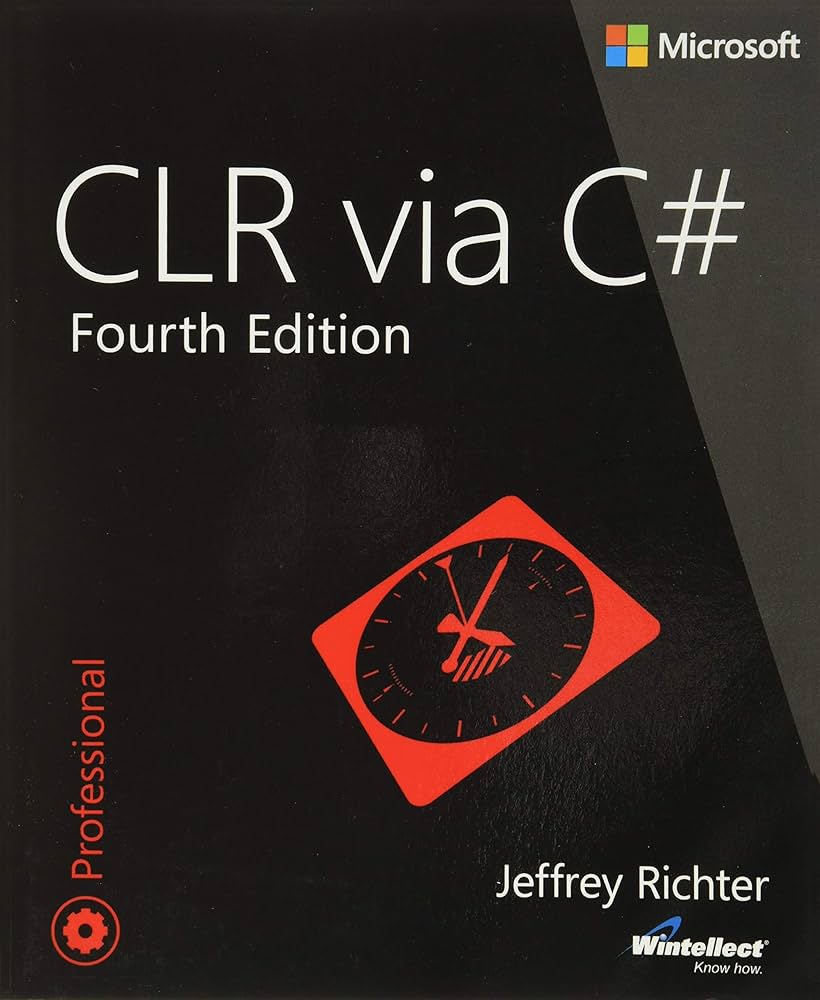 Microsoft
CLR via C#
Fourth Edition
Professional
Jeffrey Richter
Wintellect®
Know how.